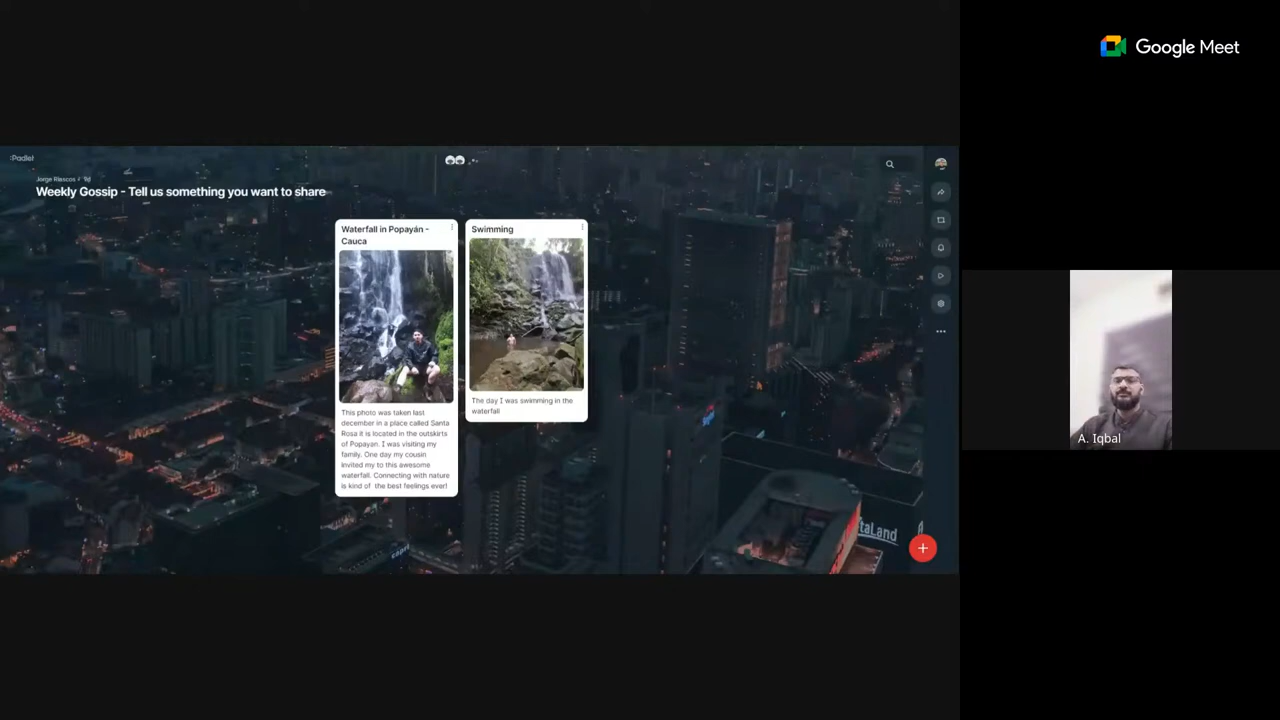 Google Meet
:Padlet
Weekly Gossip - Tell us something you want to share
Waterfall in Popayán -
Cauca
This photo was taken last
december in a place called Santa
Rosa it is located in the outskirts
of Popayan. I was visiting my
family. One day my cousin
invited my to this awesome
waterfall. Connecting with nature
is kind of the best feelings ever!
Swimming
The day I was swimming in the
waterfall
taLand
A. Iqbal